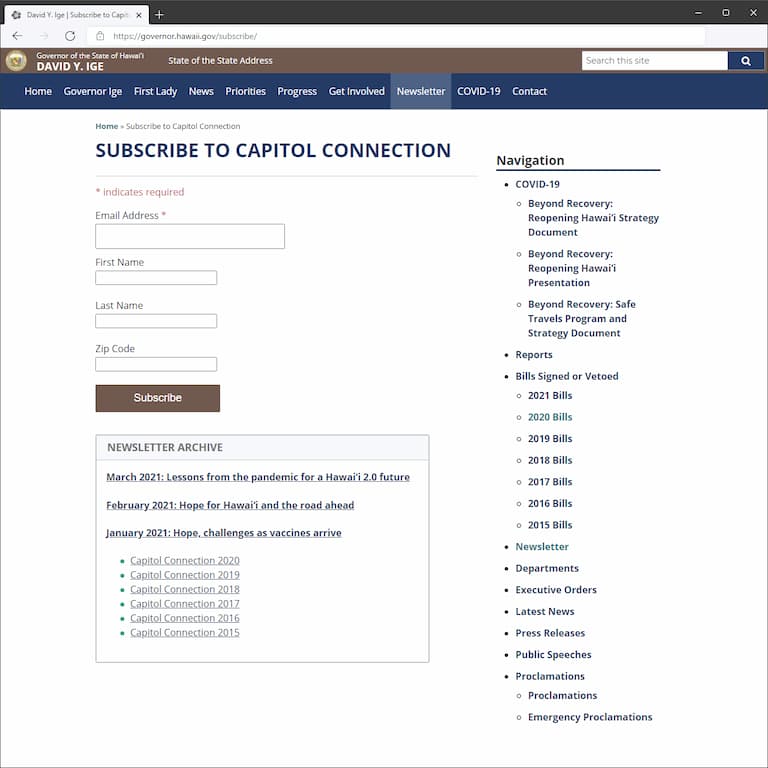 David Y. Ige | Subscribe to Capit
https://governor.hawaii.gov/subscribe/
Governor of the State of Hawaiʻi
DAVID Y. IGE
State of the State Address
Search this site
Home Governor Ige First Lady News Priorities Progress Get Involved Newsletter COVID-19 Contact
Home » Subscribe to Capitol Connection
SUBSCRIBE TO CAPITOL CONNECTION
* indicates required
Email Address *
First Name
Last Name
Zip Code
Subscribe
NEWSLETTER ARCHIVE
March 2021: Lessons from the pandemic for a Hawaiʻi 2.0 future
February 2021: Hope for Hawaiʻi and the road ahead
January 2021: Hope, challenges as vaccines arrive
Capitol Connection 2020
Capitol Connection 2019
Capitol Connection 2018
Capitol Connection 2017
Capitol Connection 2016
Capitol Connection 2015
Navigation
COVID-19
Beyond Recovery:
Reopening Hawaiʻi Strategy
Document
Beyond Recovery:
Reopening Hawaiʻi
Presentation
Beyond Recovery: Safe
Travels Program and
Strategy Document
Reports
Bills Signed or Vetoed
2021 Bills
2020 Bills
2019 Bills
2018 Bills
2017 Bills
2016 Bills
2015 Bills
Newsletter
Departments
Executive Orders
Latest News
Press Releases
Public Speeches
Proclamations
Proclamations
Emergency Proclamations